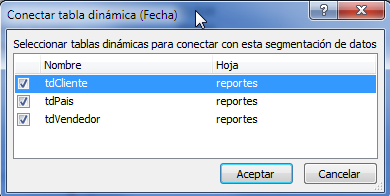 Conectar tabla dinámica (Fecha)
Seleccionar tablas dinámicas para conectar con esta segmentación de datos
Nombre Hoja
tdCliente reportes
tdPais reportes
tdVendedor reportes
Aceptar Cancelar